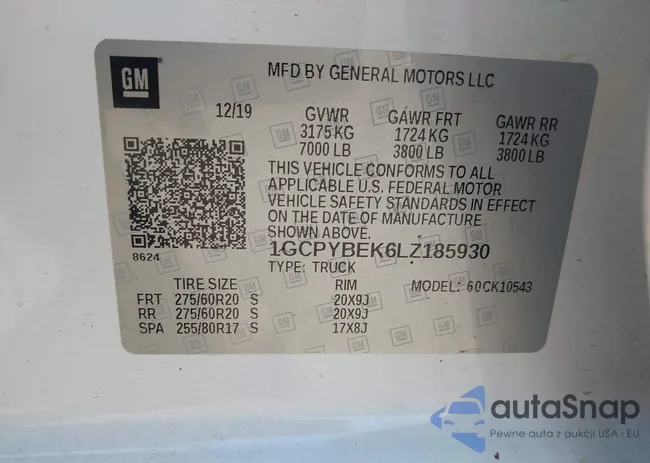 GM
MFD BY GENERAL MOTORS LLC
12/19 GVWR GAWR FRT GAWR RR
3175 KG 1724 KG 1724 KG
7000 LB 3800 LB 3800 LB
THIS VEHICLE CONFORMS TO ALL
APPLICABLE U.S. FEDERAL MOTOR
VEHICLE SAFETY STANDARDS IN EFFECT
ON THE DATE OF MANUFACTURE
SHOWN ABOVE.
8624
1GCPYBEK6LZ185930
TYPE: TRUCK
TIRE SIZE RIM MODEL: 60CK10543
FRT 275/60R20 S 20X9J
RR 275/60R20 S 20X9J
SPA 255/80R17 S 17X8J
autaSnap
Pewne auta z aukcji USA i EU